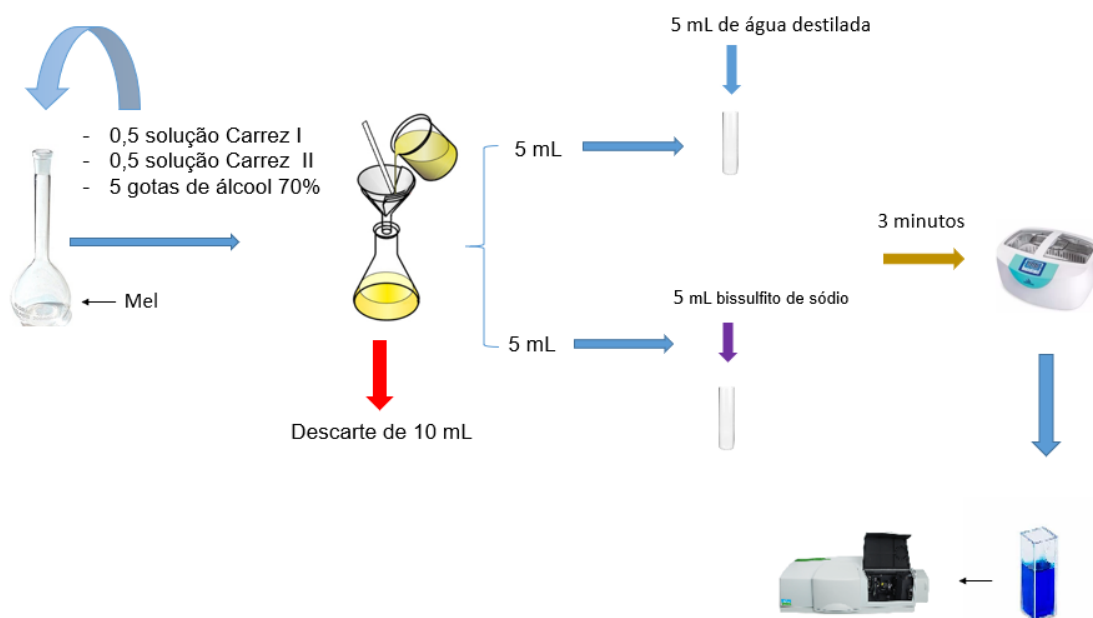 5 mL de água destilada
- 0,5 solução Carrez I
- 0,5 solução Carrez II
- 5 gotas de álcool 70%
5 mL
3 minutos
Mel
5 mL bissulfito de sódio
5 mL
Descarte de 10 mL